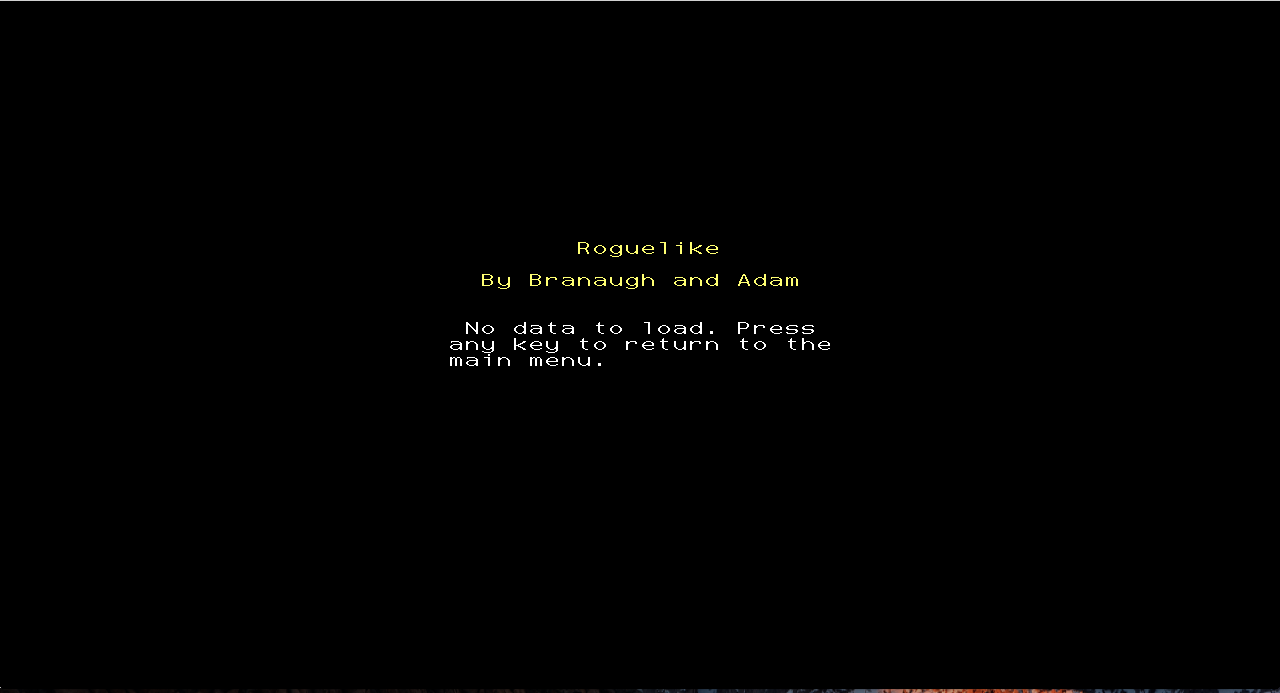 Roguelike
By Branaugh and Adam
No data to load. Press
any key to return to the
main menu.